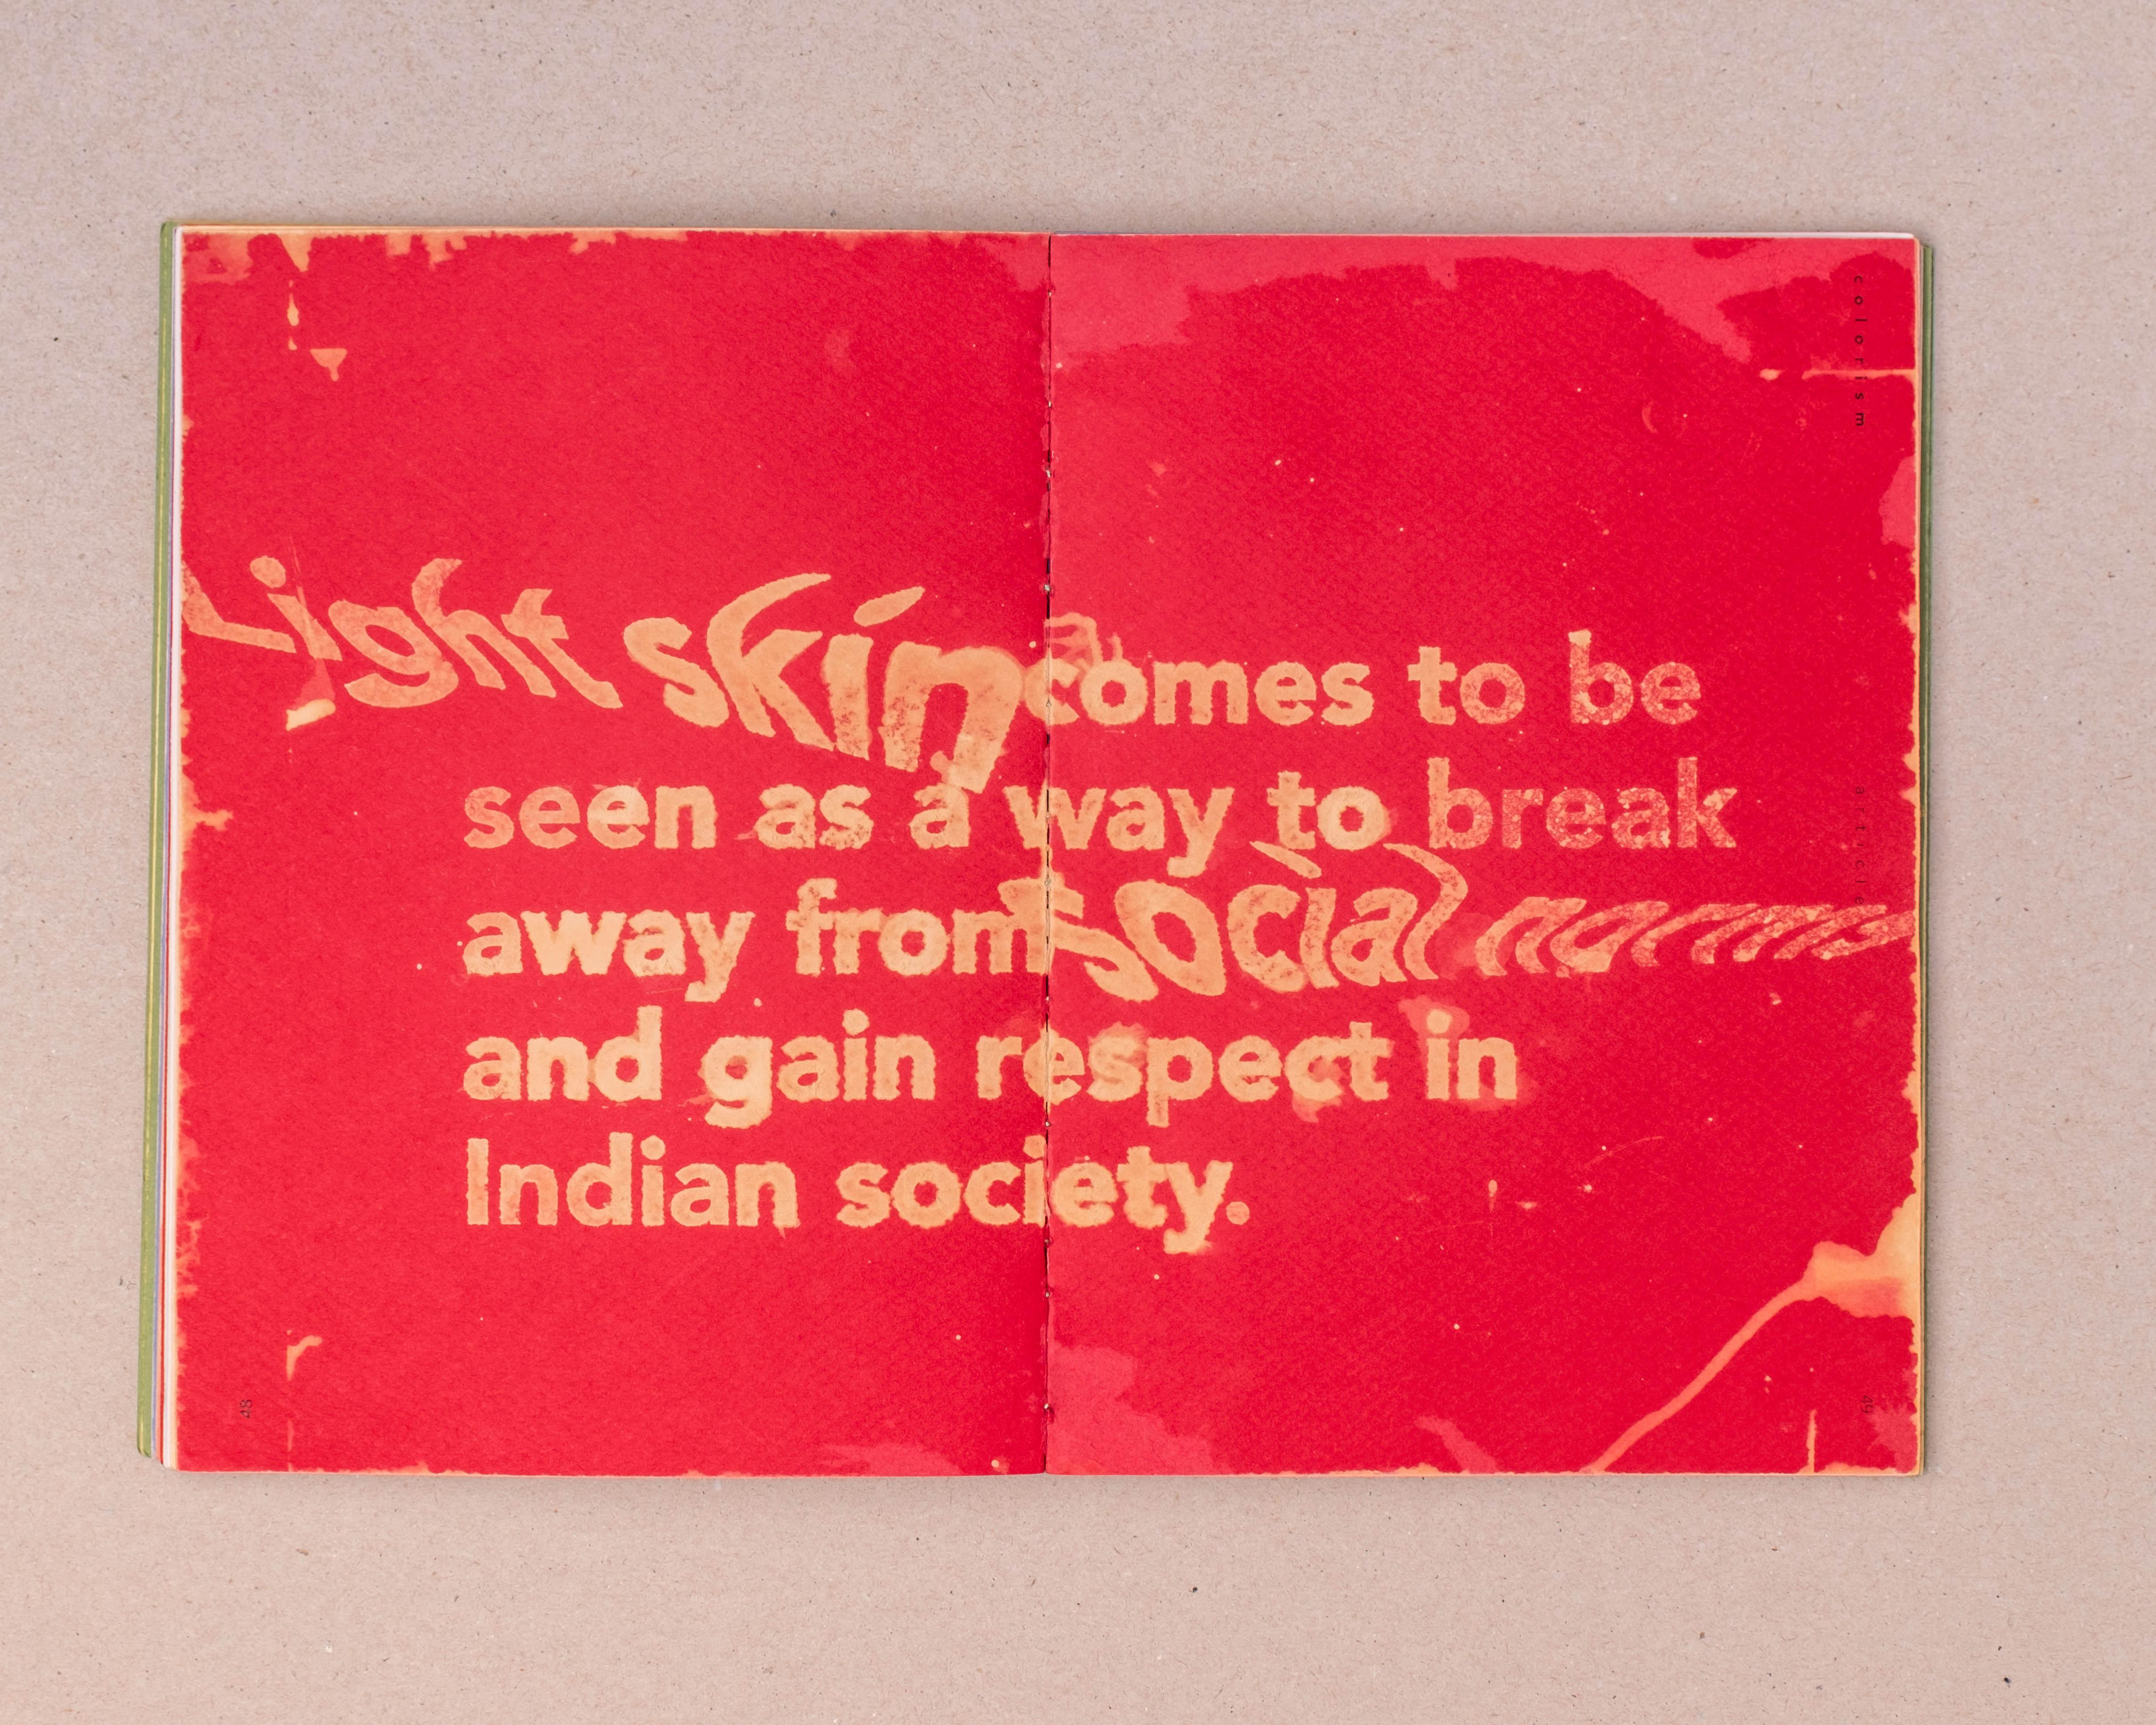 Light skin comes to be
seen as a way to break
away from social norms
and gain respect in
Indian society.
colorism
article
48
49